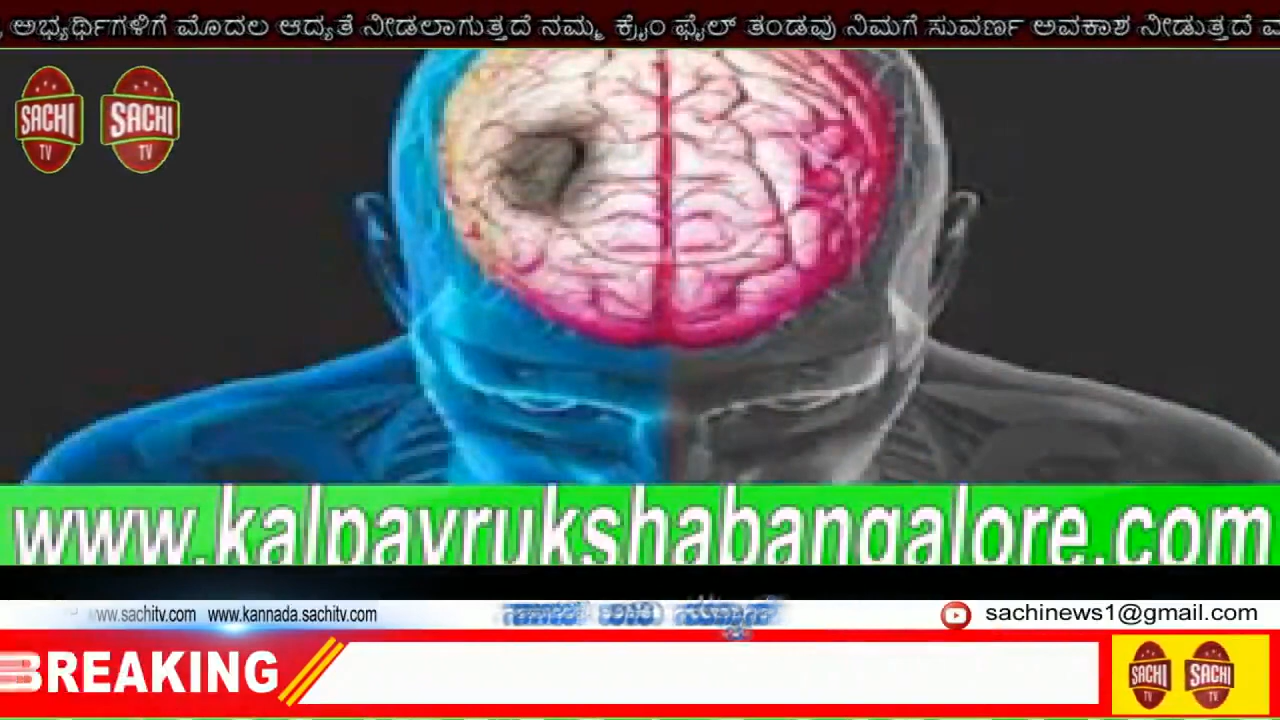 ಅಭ್ಯರ್ಥಿಗಳಿಗೆ ಮೊದಲ ಆದ್ಯತೆ ನೀಡಲಾಗುತ್ತದೆ ನಮ್ಮ ಕ್ರೈಂ ಫೈಲ್ ತಂಡವು ನಿಮಗೆ ಸುವರ್ಣ ಅವಕಾಶ ನೀಡುತ್ತದೆ
SACHI TV SACHI TV
www.kalpavrukshabangalore.com
www.sachitv.com www.kannada.sachitv.com sachinews1@gmail.com
BREAKING
SACHI TV SACHI TV